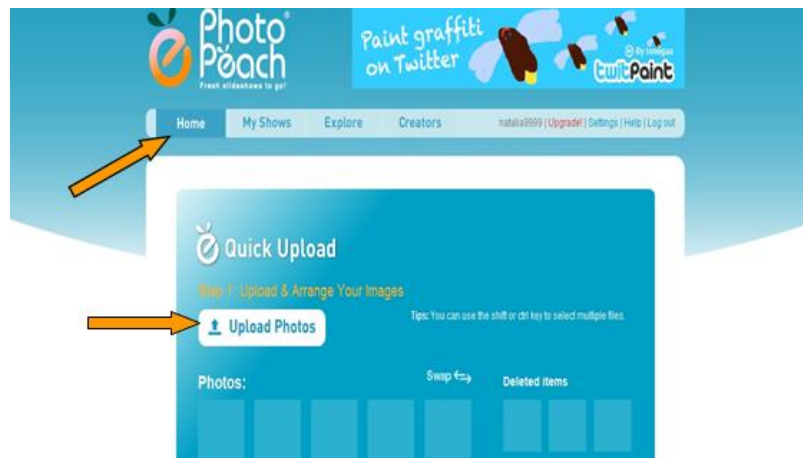 Photo
Peach
Fresh slideshows to go!
Paint graffiti
on Twitter
By tomigas
twitPaint
Home My Shows Explore Creators natalia9999 | Upgrade! | Settings | Help | Log out
Quick Upload
Step 1: Upload & Arrange Your Images
Upload Photos
Tips: You can use the shift or ctrl key to select multiple files.
Photos:
Swap
Deleted items